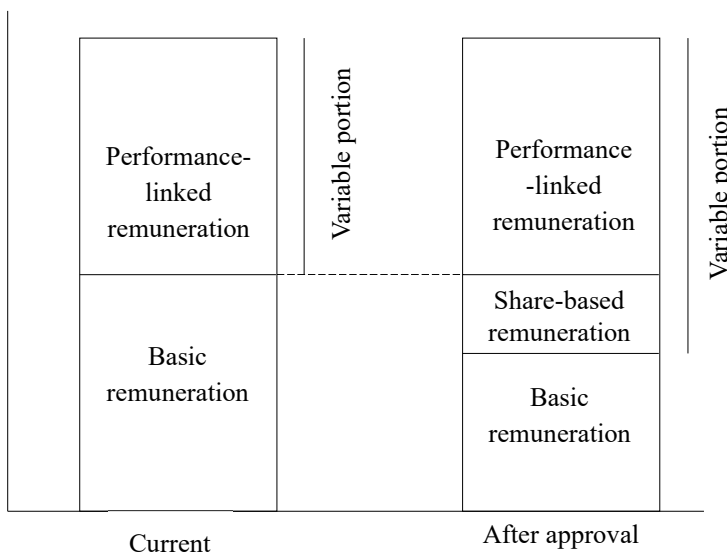 Performance-
linked
remuneration
Basic
remuneration
Variable portion
Current
Performance
-linked
remuneration
Share-based
remuneration
Basic
remuneration
Variable portion
After approval